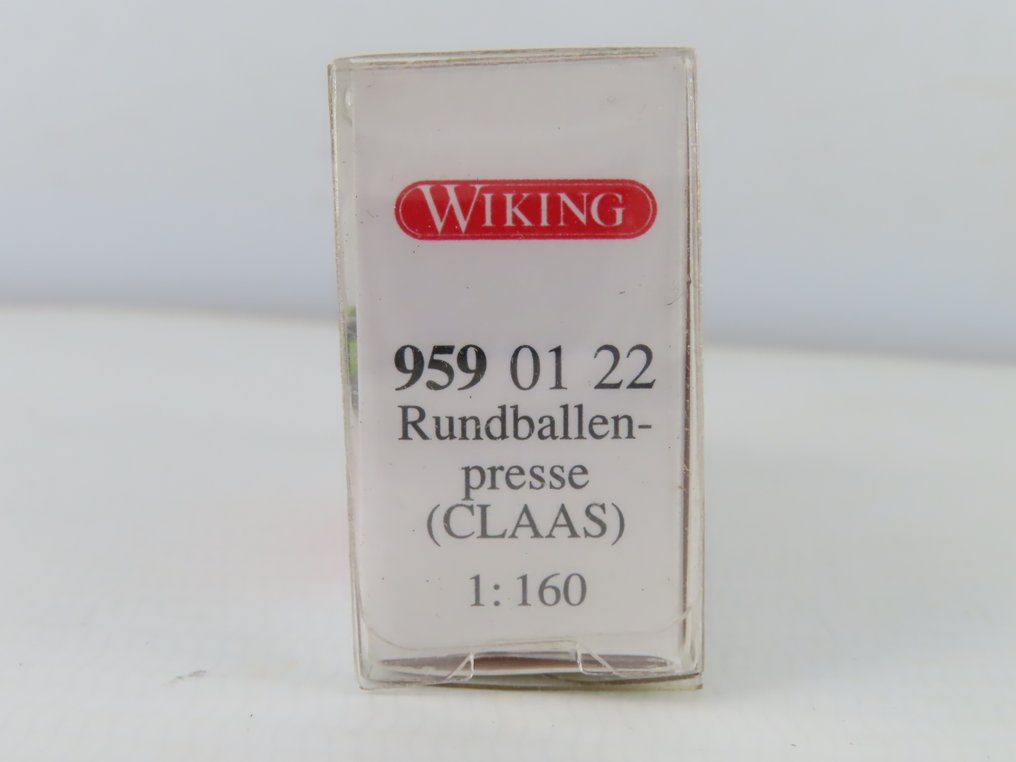 WIKING
959 01 22
Rundballen-
presse
(CLAAS)
1:160